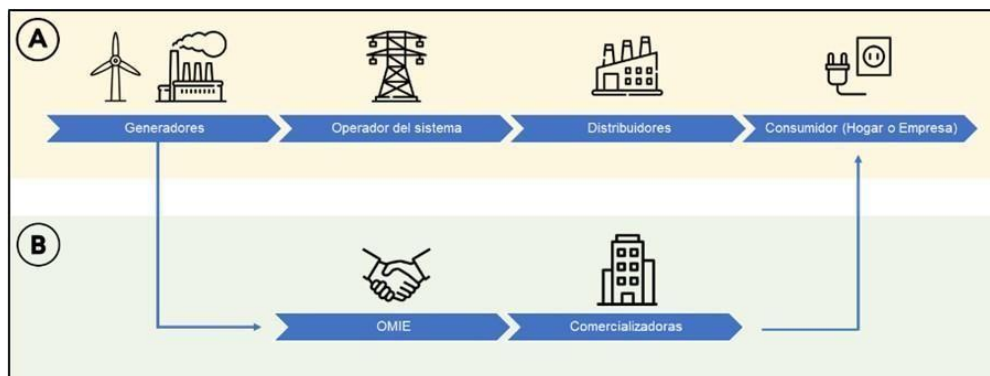 A
Generadores
Operador del sistema
Distribuidores
Consumidor (Hogar o Empresa)
B
OMIE
Comercializadoras